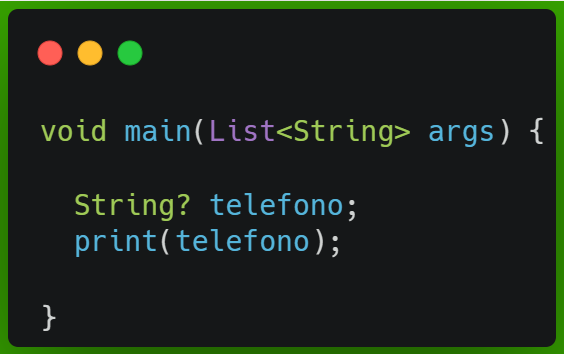 void main(List<String> args) {
String? telefono;
print(telefono);
}